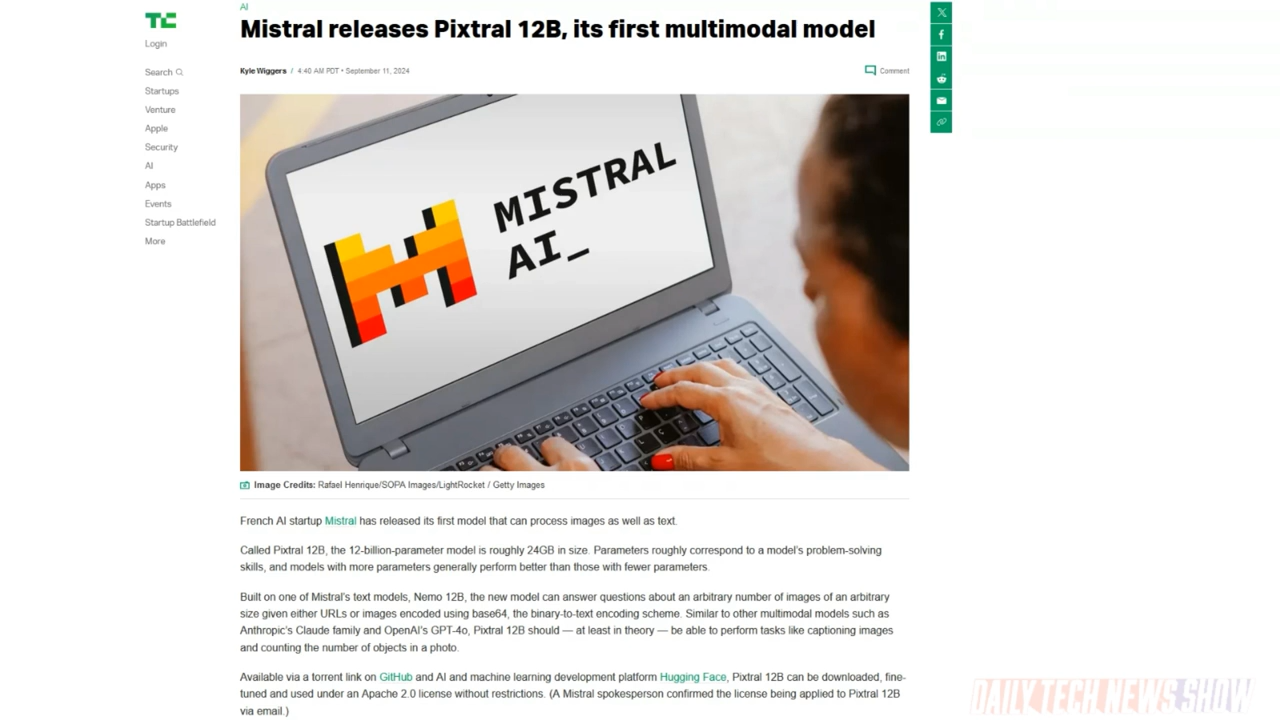 TC
Login
Search
Startups
Venture
Apple
Security
AI
Apps
Events
Startup Battlefield
More
AI
Mistral releases Pixtral 12B, its first multimodal model
Kyle Wiggers / 4:40 AM PDT • September 11, 2024
Comment
MISTRAL
AI_
Image Credits: Rafael Henrique/SOPA Images/LightRocket / Getty Images
French AI startup Mistral has released its first model that can process images as well as text.
Called Pixtral 12B, the 12-billion-parameter model is roughly 24GB in size. Parameters roughly correspond to a model's problem-solving
skills, and models with more parameters generally perform better than those with fewer parameters.
Built on one of Mistral's text models, Nemo 12B, the new model can answer questions about an arbitrary number of images of an arbitrary
size given either URLs or images encoded using base64, the binary-to-text encoding scheme. Similar to other multimodal models such as
Anthropic's Claude family and OpenAI's GPT-4o, Pixtral 12B should — at least in theory — be able to perform tasks like captioning images
and counting the number of objects in a photo.
Available via a torrent link on GitHub and AI and machine learning development platform Hugging Face, Pixtral 12B can be downloaded, fine-
tuned and used under an Apache 2.0 license without restrictions. (A Mistral spokesperson confirmed the license being applied to Pixtral 12B
via email.)
DAILY TECH NEWS SHOW